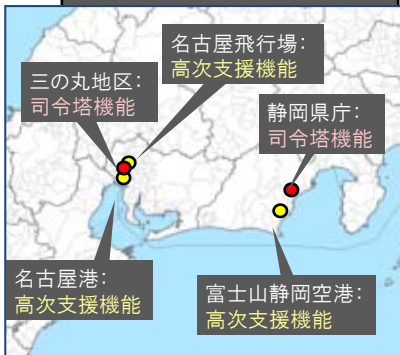 名古屋飛行場：
高次支援機能
三の丸地区：
司令塔機能
静岡県庁：
司令塔機能
名古屋港：
高次支援機能
富士山静岡空港：
高次支援機能